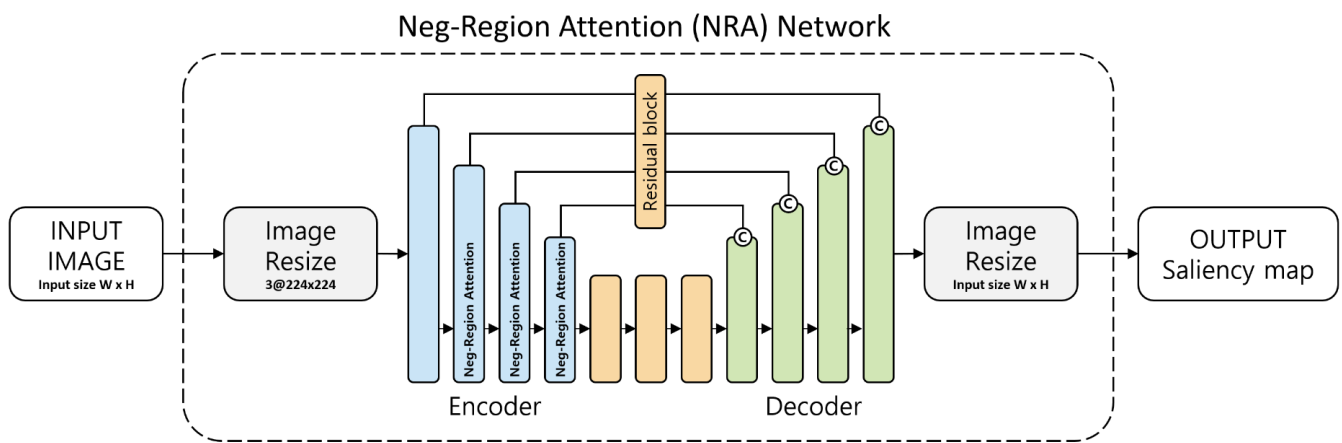 Neg-Region Attention (NRA) Network
INPUT
IMAGE
Input size W x H
Image
Resize
3@224x224
Neg-Region Attention
Neg-Region Attention
Neg-Region Attention
Residual block
C
C
C
C
Encoder
Decoder
Image
Resize
Input size W x H
OUTPUT
Saliency map